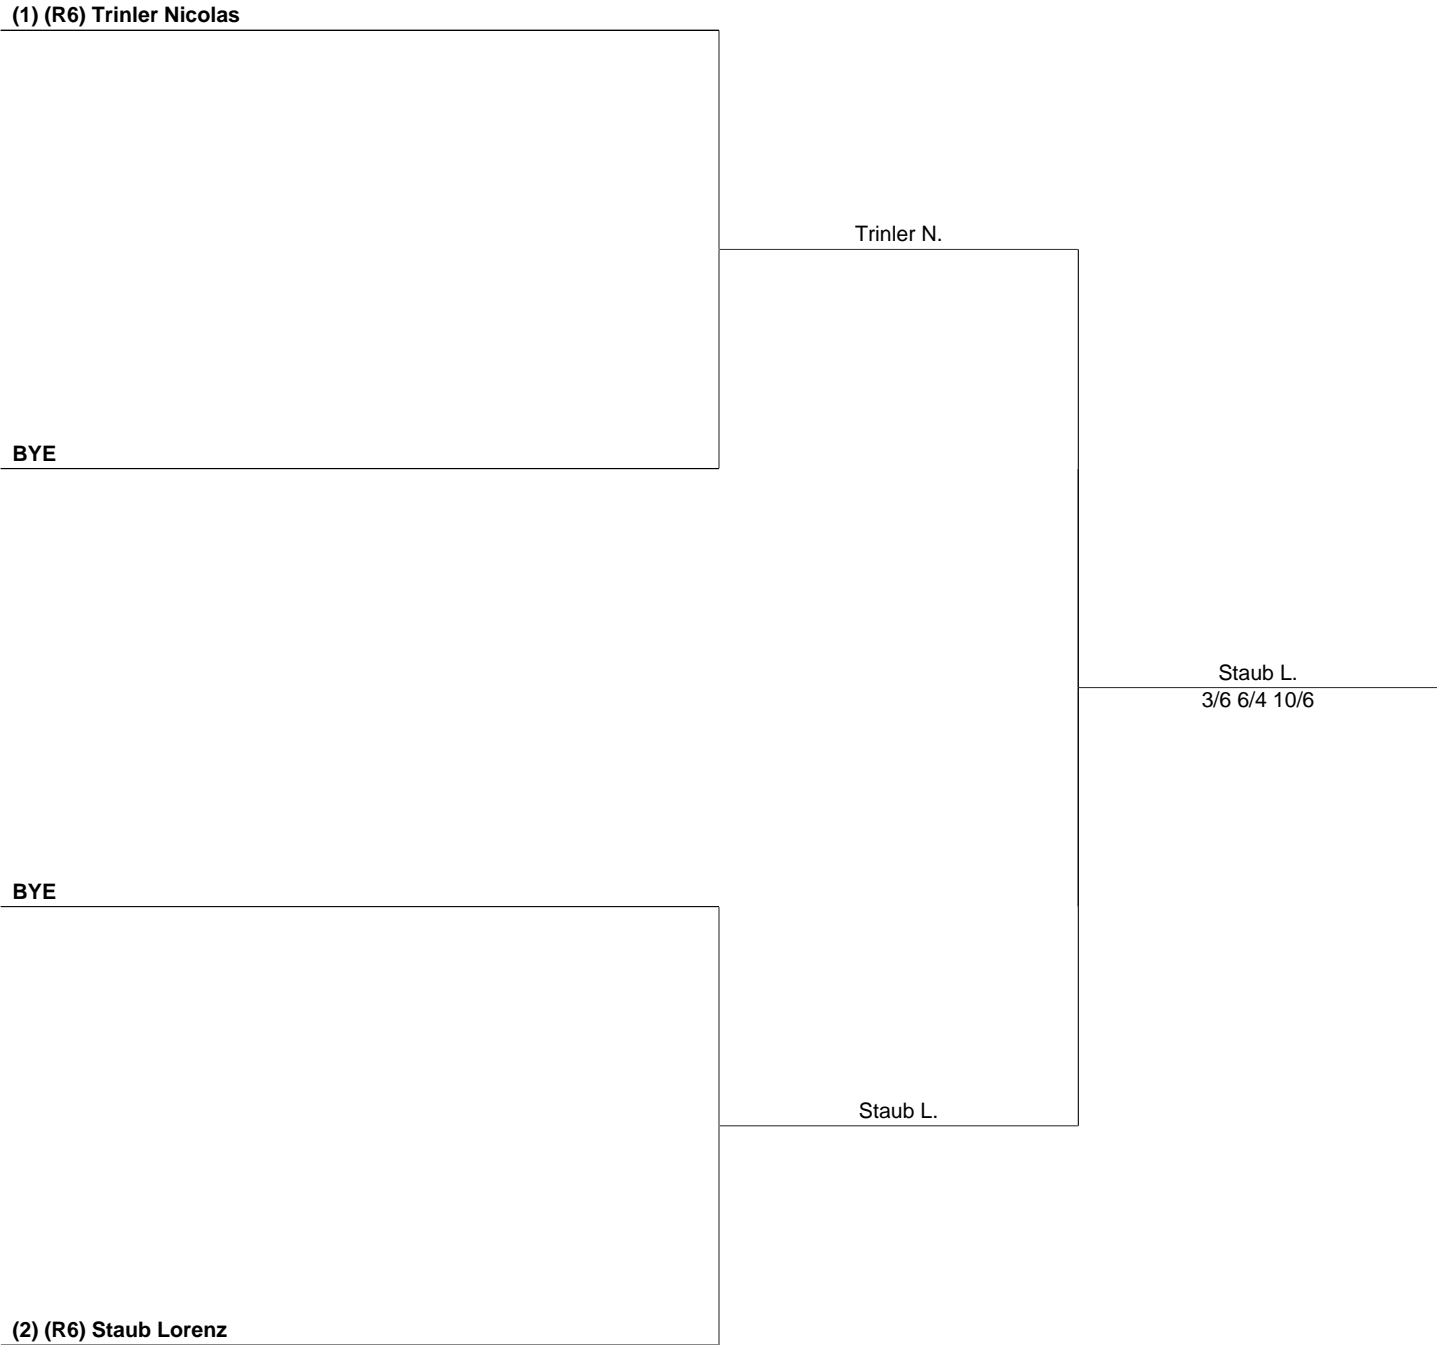 (1) (R6) Trinler Nicolas
Trinler N.
BYE
Staub L.
3/6 6/4 10/6
BYE
Staub L.
(2) (R6) Staub Lorenz